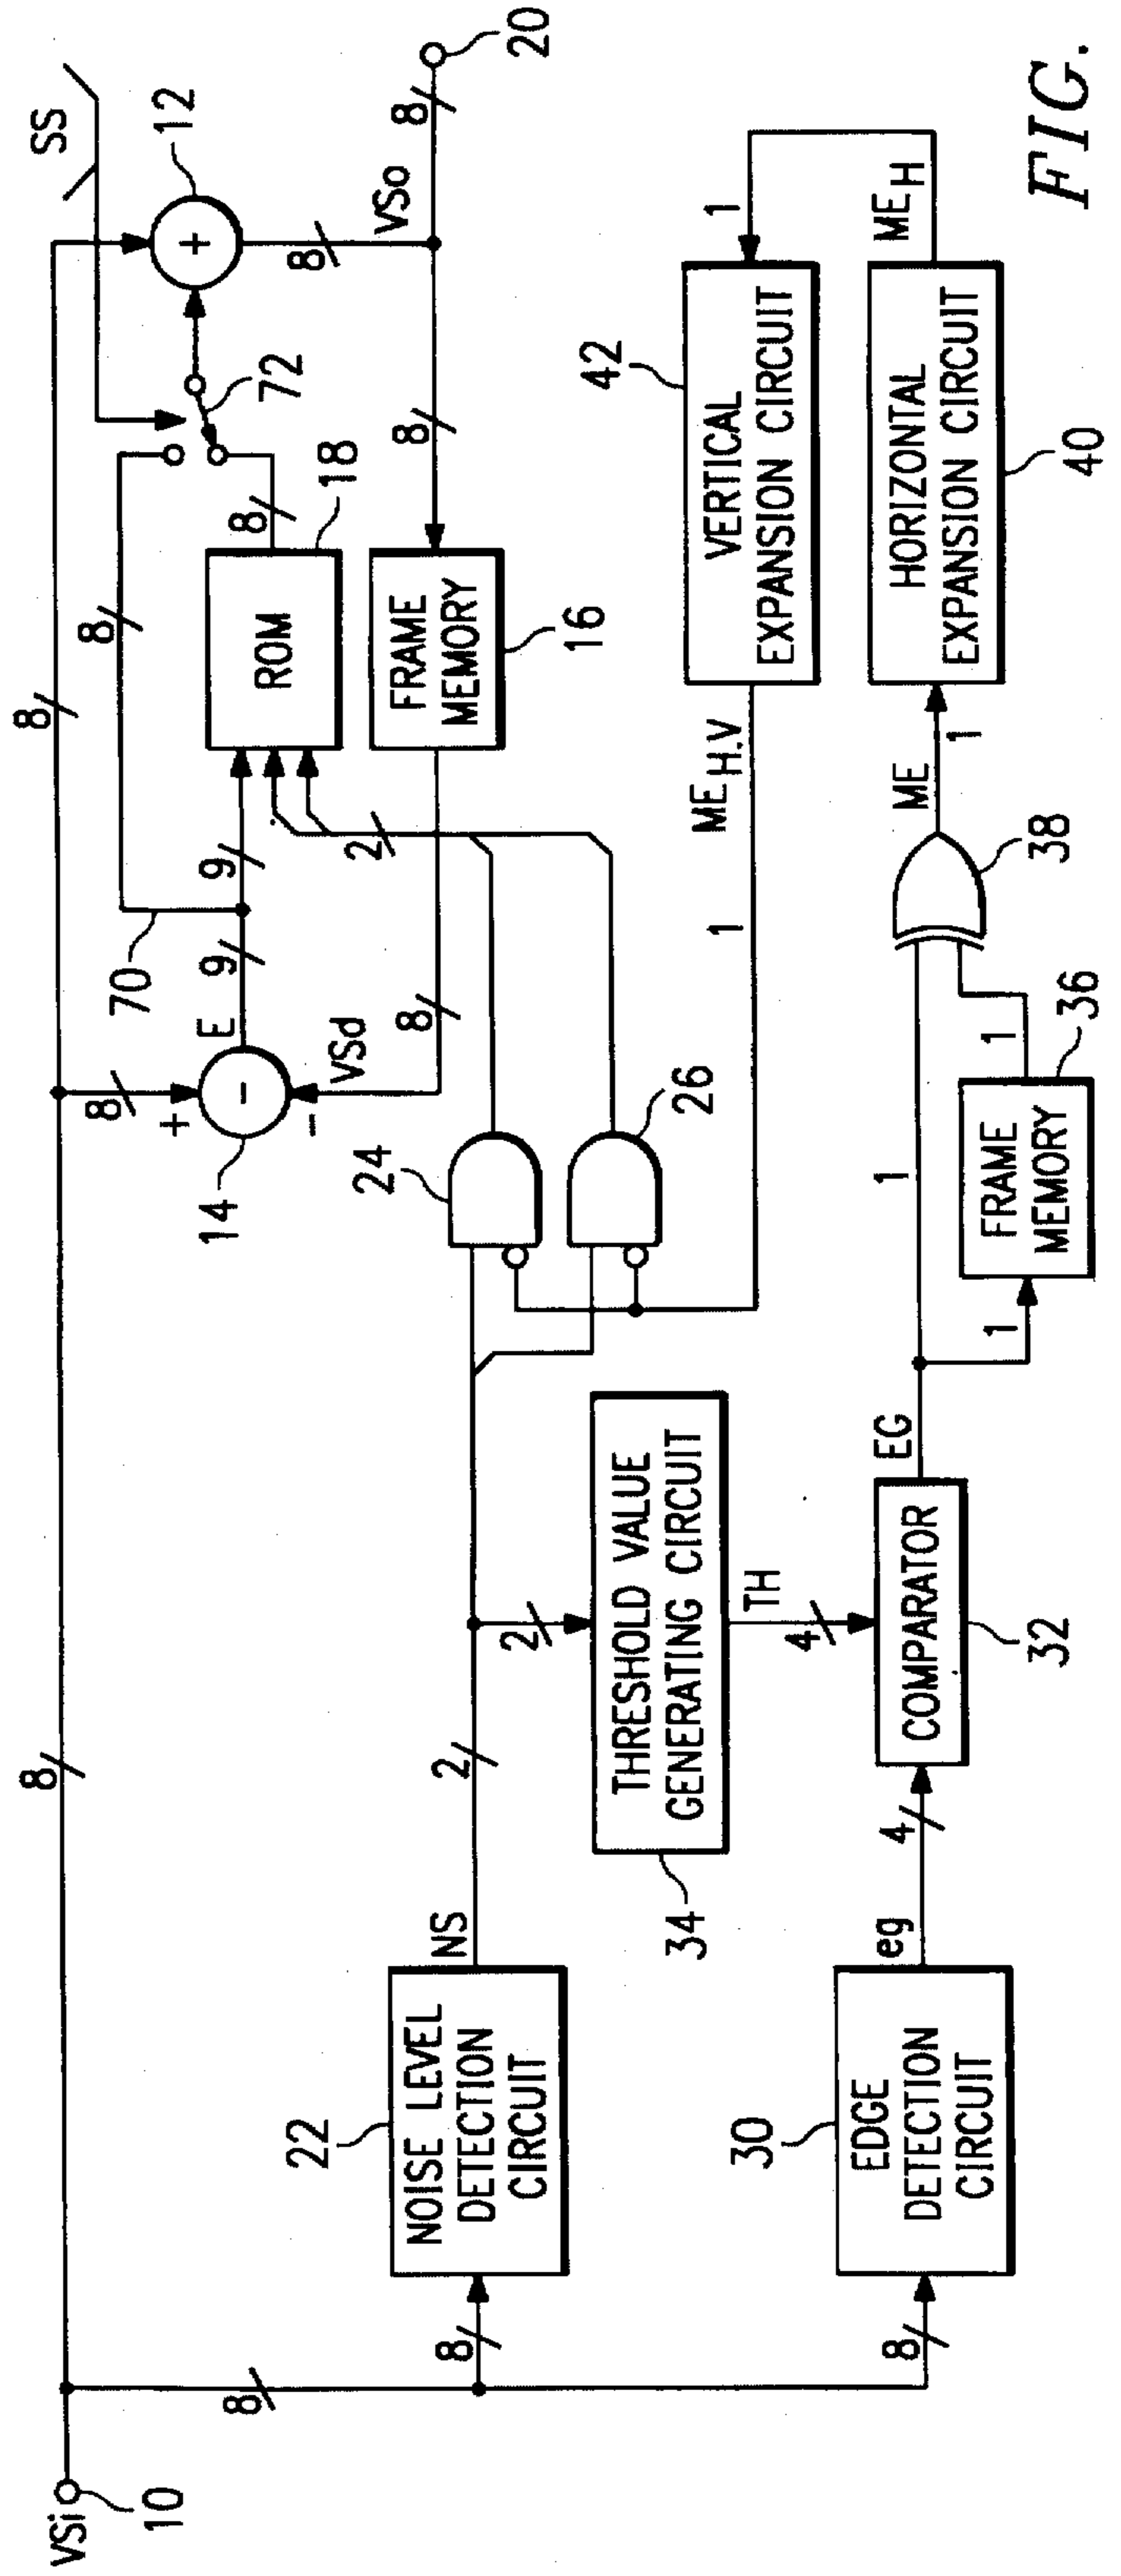 VSi
10
8
8
8
8
8
22
NOISE LEVEL
DETECTION
CIRCUIT
NS
2
2
30
EDGE
DETECTION
CIRCUIT
eg
4
34
THRESHOLD VALUE
GENERATING CIRCUIT
TH
4
COMPARATOR
32
EG
1
1
FRAME
MEMORY
36
1
38
ME
1
HORIZONTAL
EXPANSION CIRCUIT
40
ME H
1
42
VERTICAL
EXPANSION CIRCUIT
ME H,V
1
24
26
2
8
+
-
-
14
VSd
8
E
9
9
70
8
ROM
18
8
FRAME
MEMORY
16
8
72
SS
+
12
8
VSo
8
20
FIG.